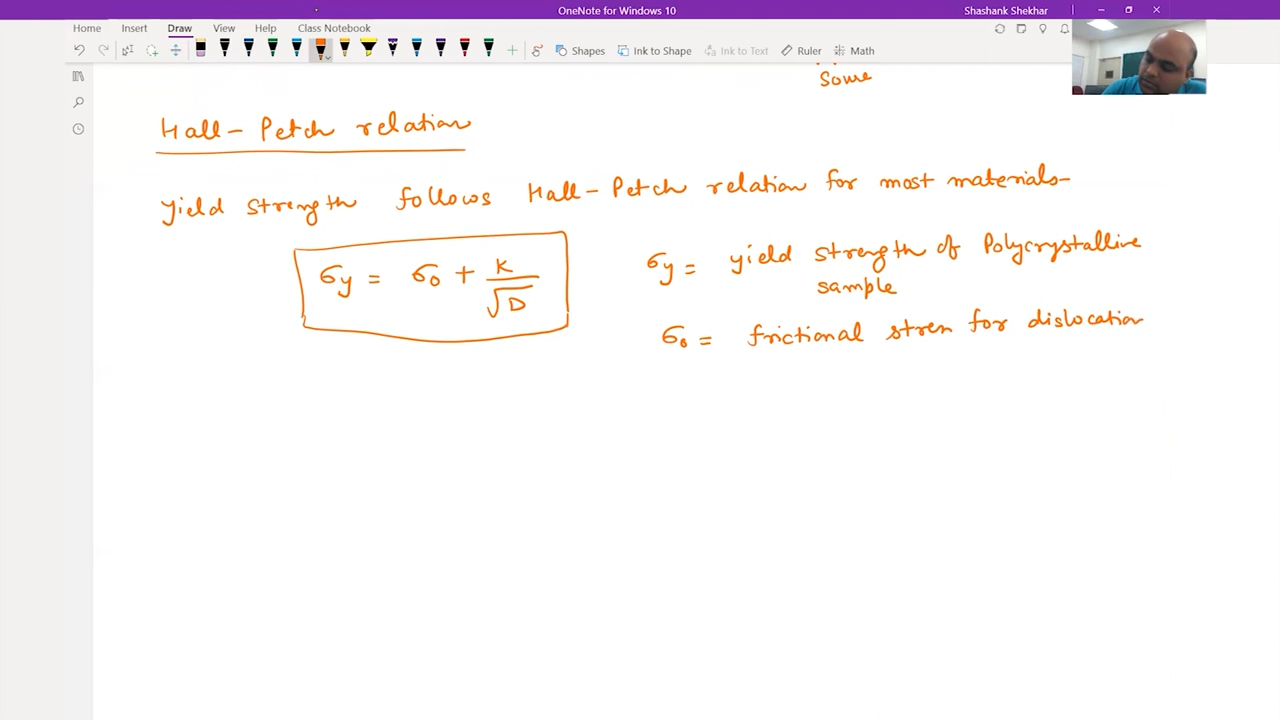 OneNote for Windows 10
Shashank Shekhar
Home Insert Draw View Help Class Notebook
Shapes Ink to Shape Ink to Text Ruler Math
Some
Hall-Petch relation
Yield strength follows Hall-Petch relation for most materials-
σy = σ0 + K/√D
σy = yield strength of Polycrystalline
sample
σ0 = frictional stren for dislocation